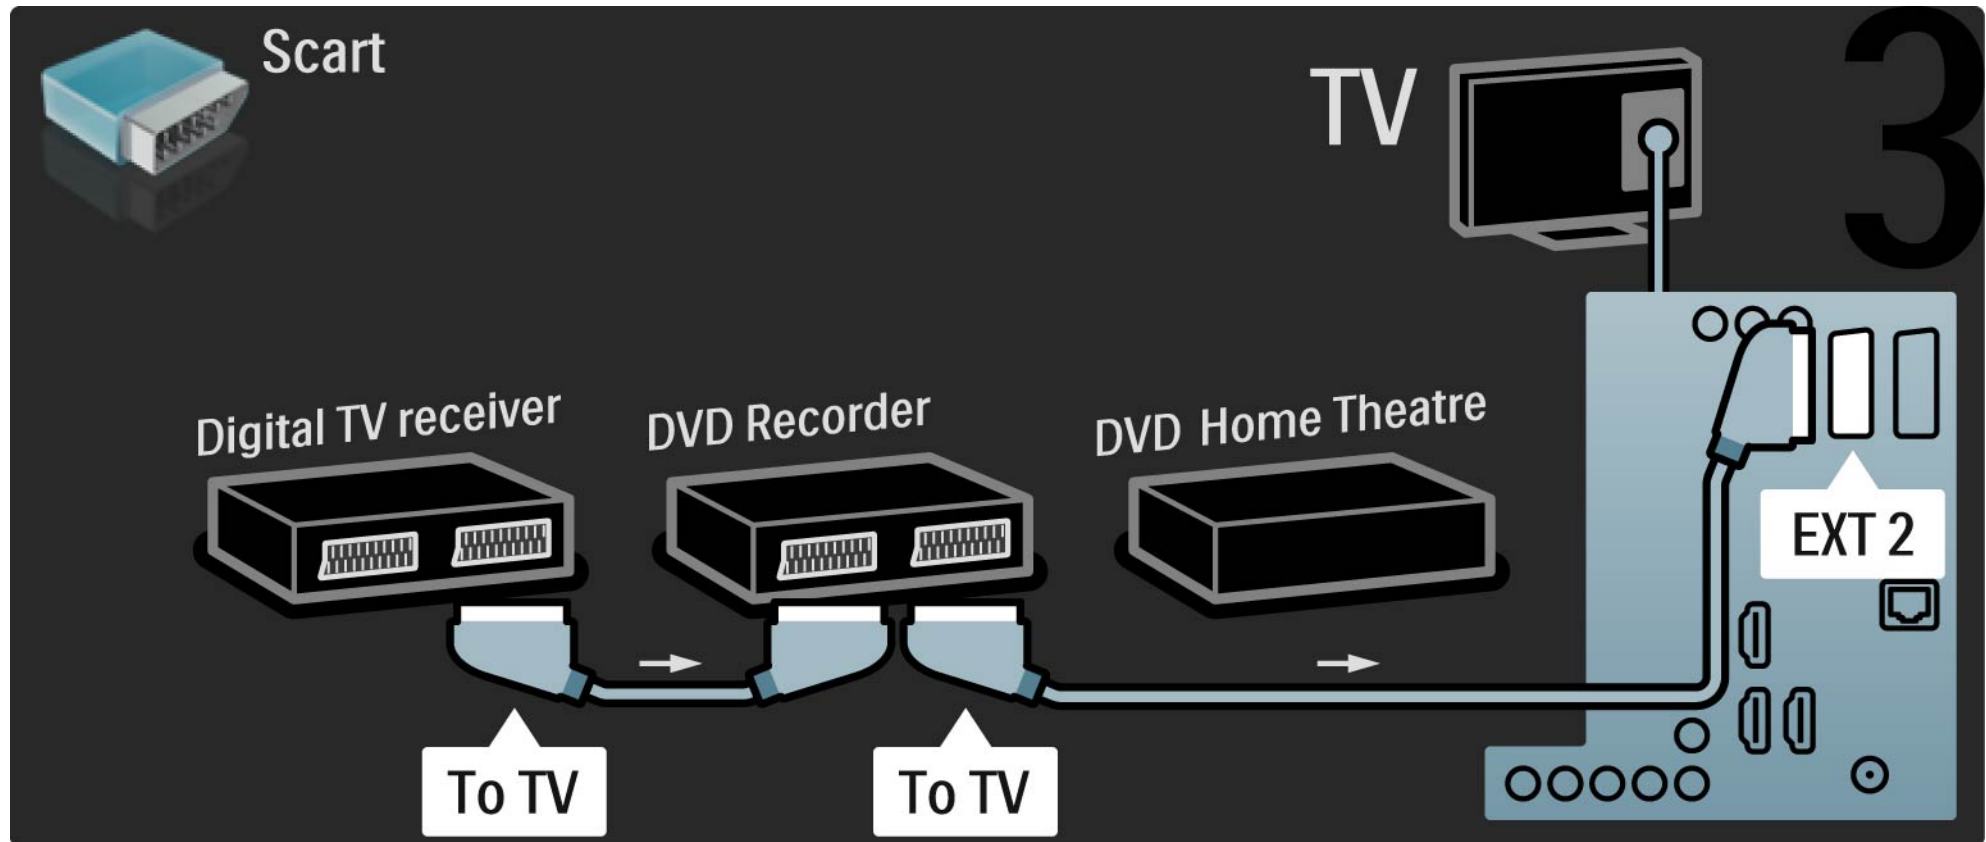 Scart
TV
3
Digital TV receiver
DVD Recorder
DVD Home Theatre
EXT 2
To TV
To TV